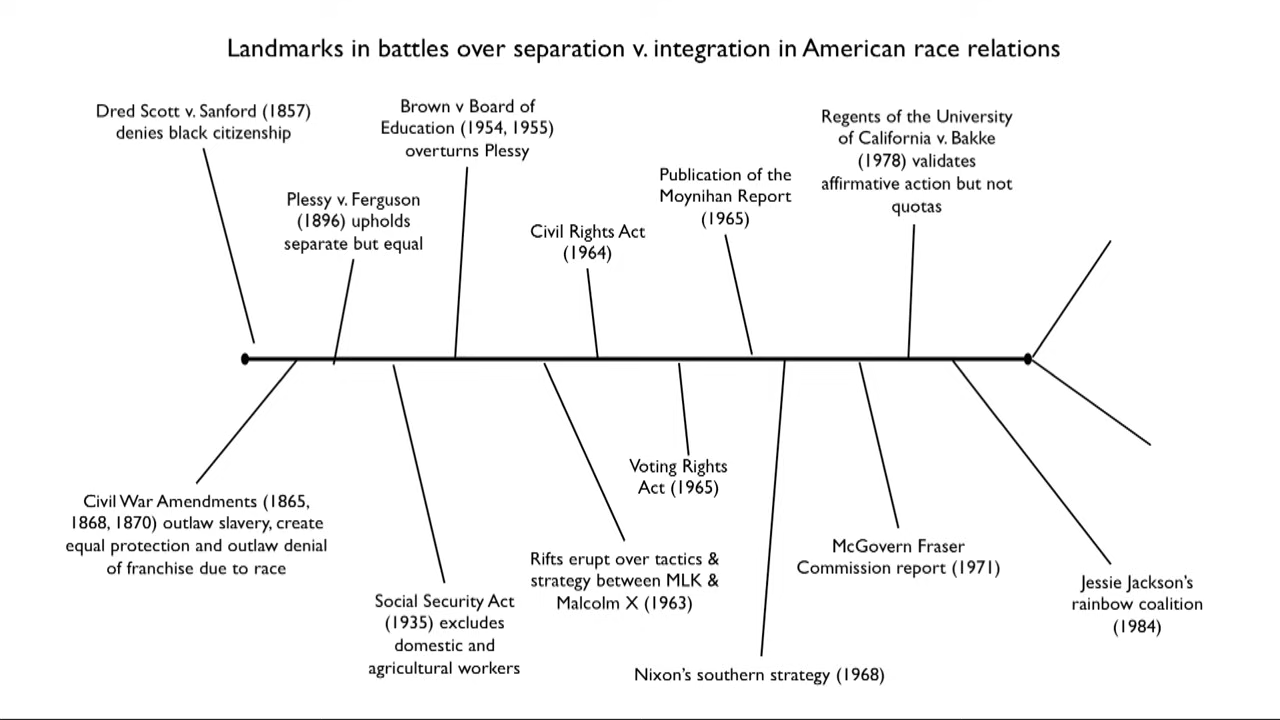 Landmarks in battles over separation v. integration in American race relations
Dred Scott v. Sanford (1857)
denies black citizenship
Plessy v. Ferguson
(1896) upholds
separate but equal
Brown v Board of
Education (1954, 1955)
overturns Plessy
Civil Rights Act
(1964)
Publication of the
Moynihan Report
(1965)
Regents of the University
of California v. Bakke
(1978) validates
affirmative action but not
quotas
Civil War Amendments (1865,
1868, 1870) outlaw slavery, create
equal protection and outlaw denial
of franchise due to race
Social Security Act
(1935) excludes
domestic and
agricultural workers
Rifts erupt over tactics &
strategy between MLK &
Malcolm X (1963)
Voting Rights
Act (1965)
Nixon's southern strategy (1968)
McGovern Fraser
Commission report (1971)
Jessie Jackson's
rainbow coalition
(1984)